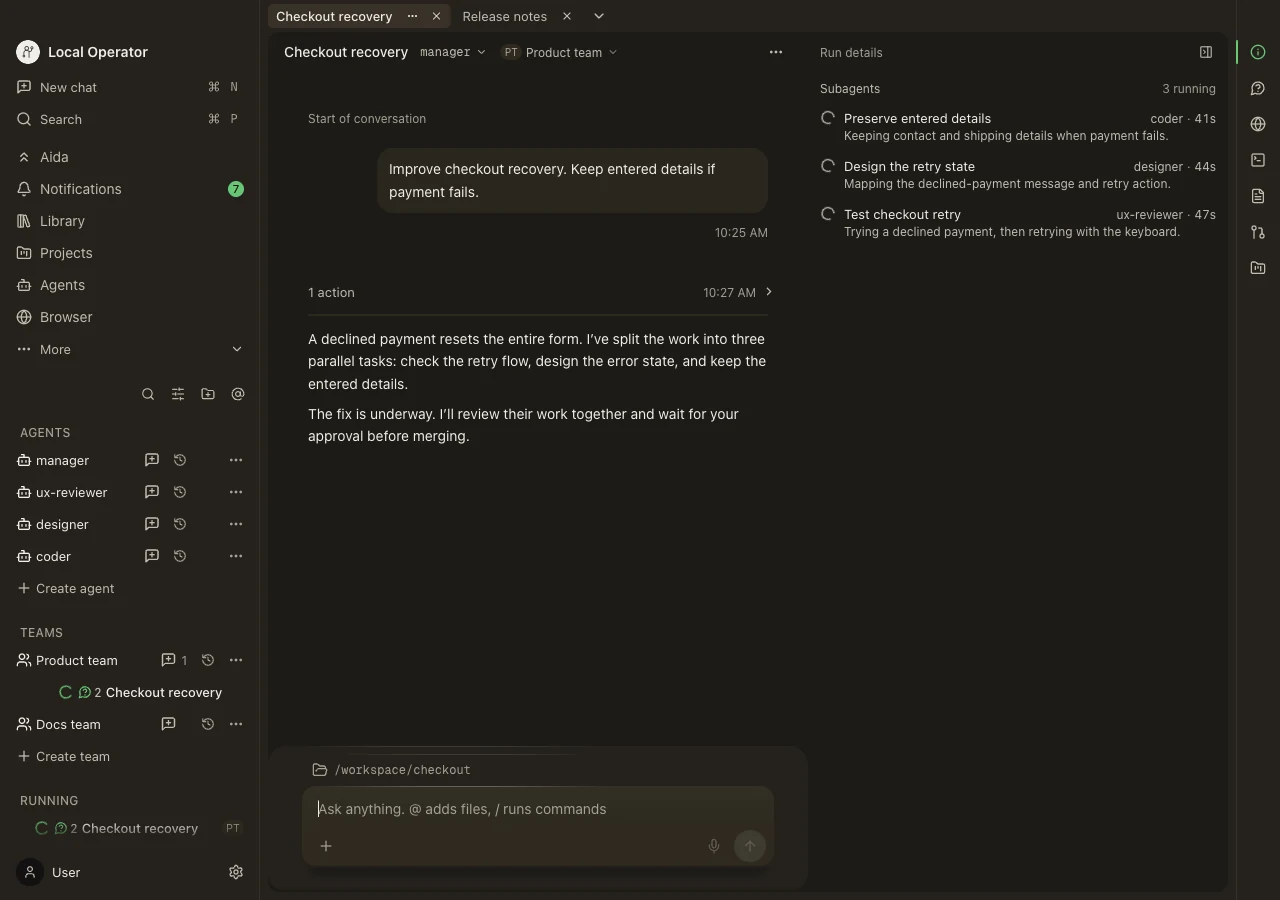 Checkout recovery
Release notes
Local Operator
New chat ⌘ N
Search ⌘ P
Aida
Notifications 7
Library
Projects
Agents
Browser
More
AGENTS
manager
ux-reviewer
designer
coder
Create agent
TEAMS
Product team 1
2 Checkout recovery
Docs team
Create team
RUNNING
2 Checkout recovery PT
User
Checkout recovery manager PT Product team
Start of conversation
Improve checkout recovery. Keep entered details if
payment fails.
10:25 AM
1 action 10:27 AM
A declined payment resets the entire form. I’ve split the work into three
parallel tasks: check the retry flow, design the error state, and keep the
entered details.
The fix is underway. I’ll review their work together and wait for your
approval before merging.
/workspace/checkout
Ask anything. @ adds files, / runs commands
Run details
Subagents 3 running
Preserve entered details coder · 41s
Keeping contact and shipping details when payment fails.
Design the retry state designer · 44s
Mapping the declined-payment message and retry action.
Test checkout retry ux-reviewer · 47s
Trying a declined payment, then retrying with the keyboard.